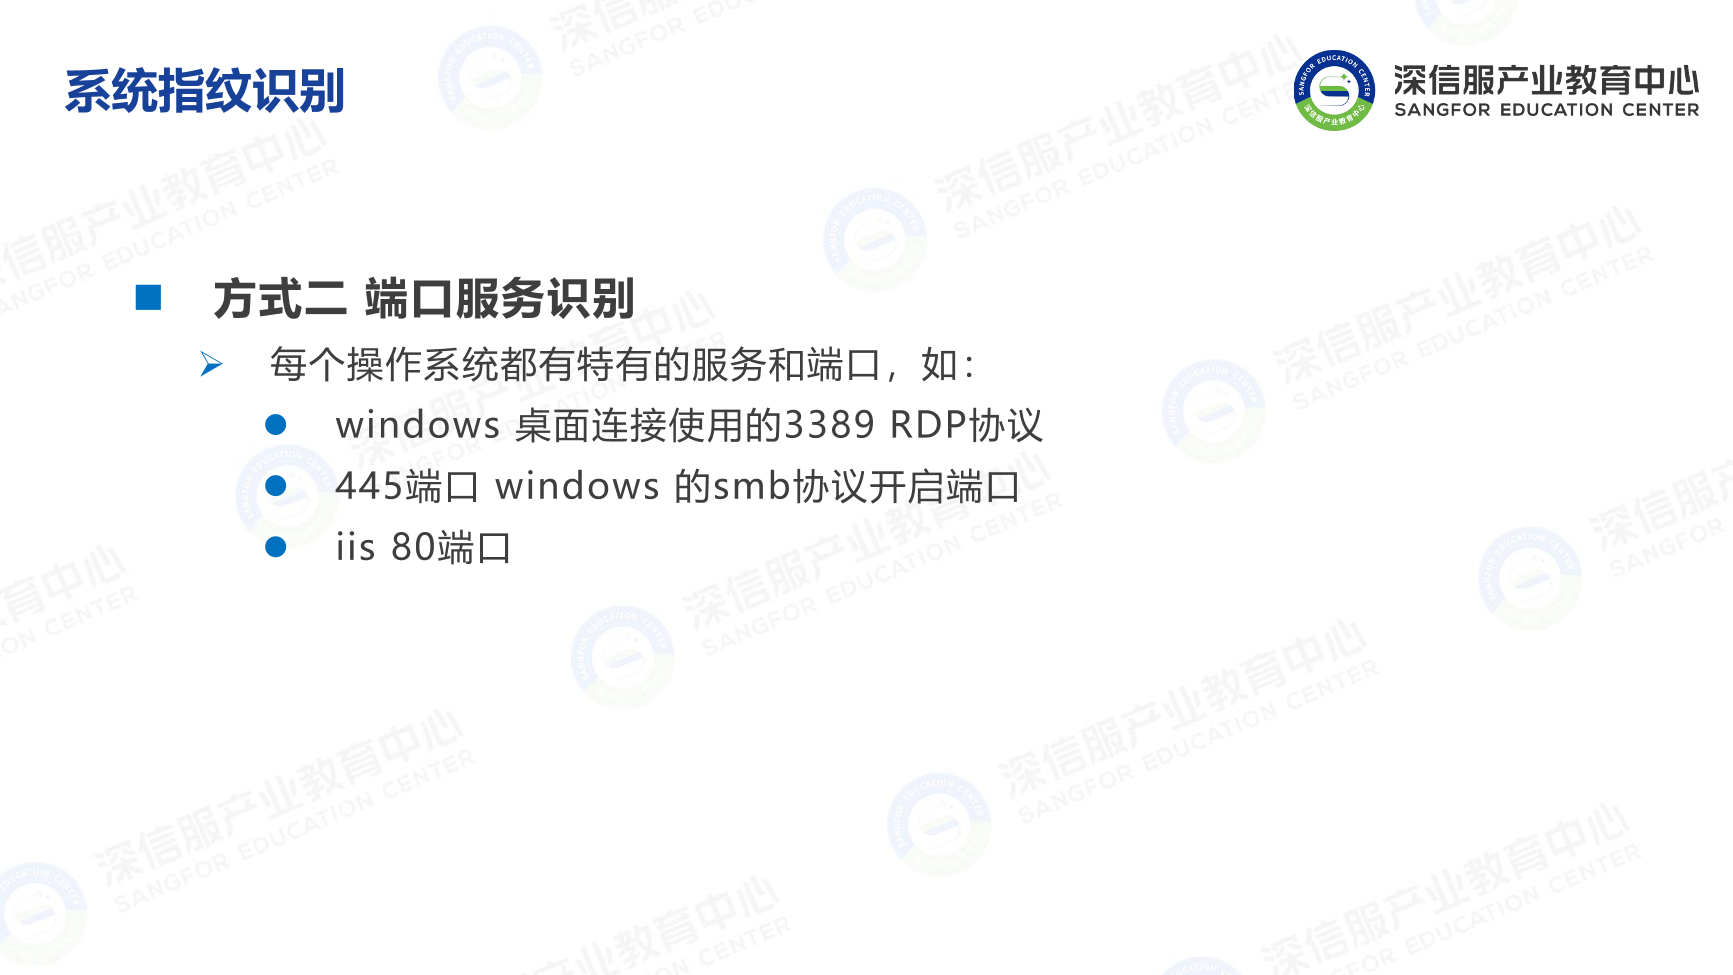 系统指纹识别
深信服产业教育中心
SANGFOR EDUCATION CENTER
方式二 端口服务识别
每个操作系统都有特有的服务和端口，如：
windows 桌面连接使用的3389 RDP协议
445端口 windows 的smb协议开启端口
iis 80端口